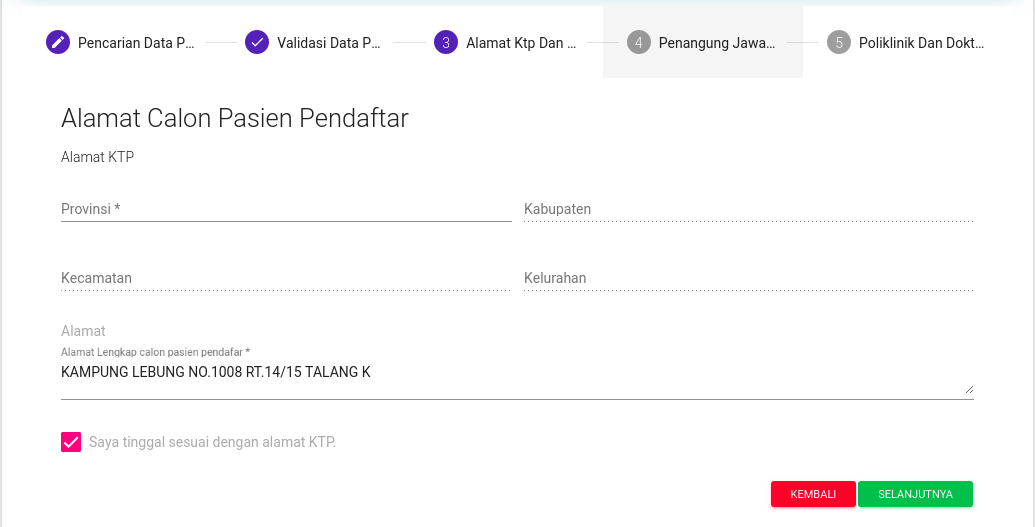 Pencarian Data P...
Validasi Data P...
3 Alamat Ktp Dan ...
4 Penangung Jawa...
5 Poliklinik Dan Dokt...
Alamat Calon Pasien Pendaftar
Alamat KTP
Provinsi *
Kabupaten
Kecamatan
Kelurahan
Alamat
Alamat Lengkap calon pasien pendafar *
KAMPUNG LEBUNG NO.1008 RT.14/15 TALANG K
Saya tinggal sesuai dengan alamat KTP.
KEMBALI
SELANJUTNYA